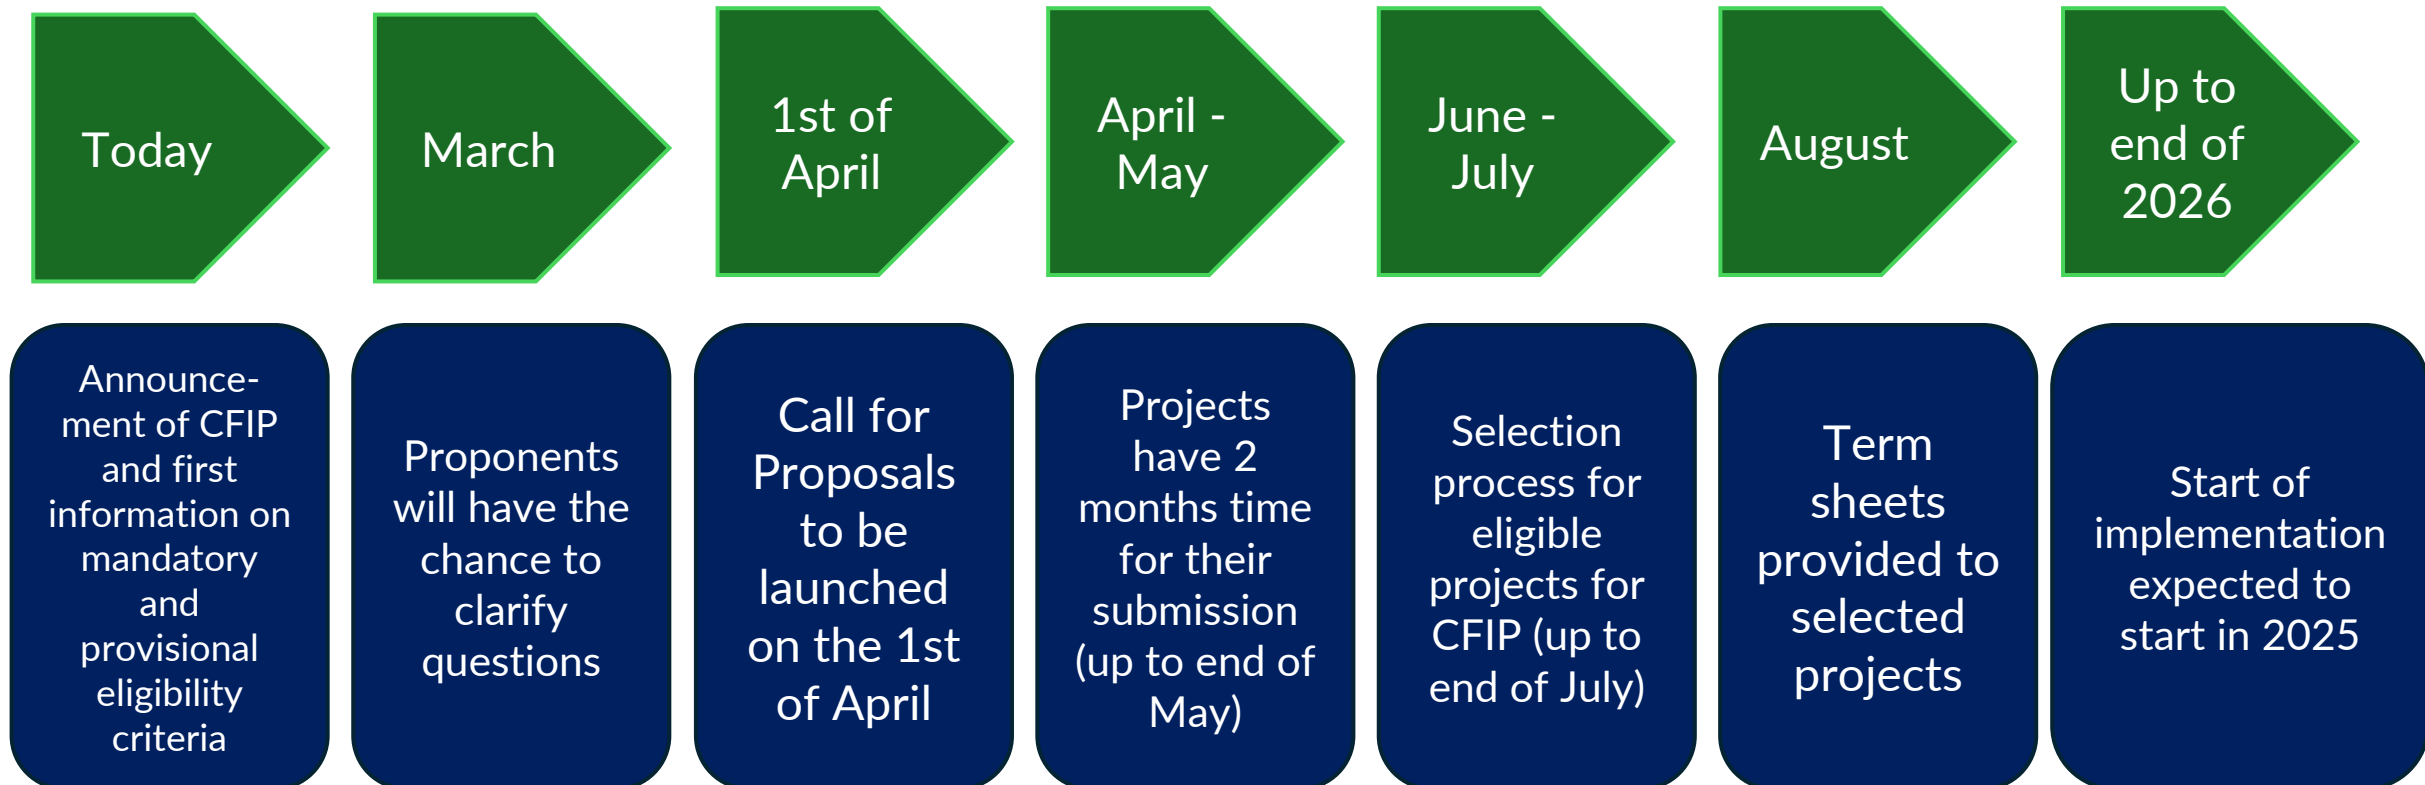 Today
March
1st of
April
April -
May
June -
July
August
Up to
end of
2026
Announce-
ment of CFIP
and first
information on
mandatory
and
provisional
eligibility
criteria
Proponents
will have the
chance to
clarify
questions
Call for
Proposals
to be
launched
on the 1st
of April
Projects
have 2
months time
for their
submission
(up to end of
May)
Selection
process for
eligible
projects for
CFIP (up to
end of July)
Term
sheets
provided to
selected
projects
Start of
implementation
expected to
start in 2025